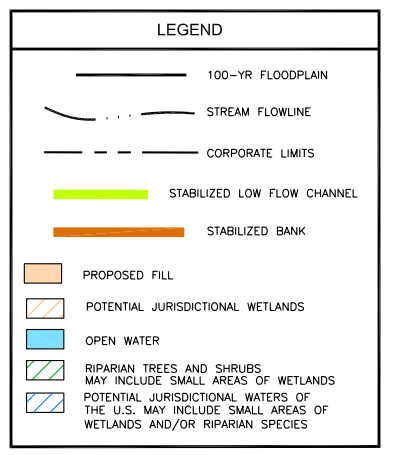 LEGEND
100-YR FLOODPLAIN
STREAM FLOWLINE
CORPORATE LIMITS
STABILIZED LOW FLOW CHANNEL
STABILIZED BANK
PROPOSED FILL
POTENTIAL JURISDICTIONAL WETLANDS
OPEN WATER
RIPARIAN TREES AND SHRUBS
MAY INCLUDE SMALL AREAS OF WETLANDS
POTENTIAL JURISDICTIONAL WATERS OF
THE U.S. MAY INCLUDE SMALL AREAS OF
WETLANDS AND/OR RIPARIAN SPECIES